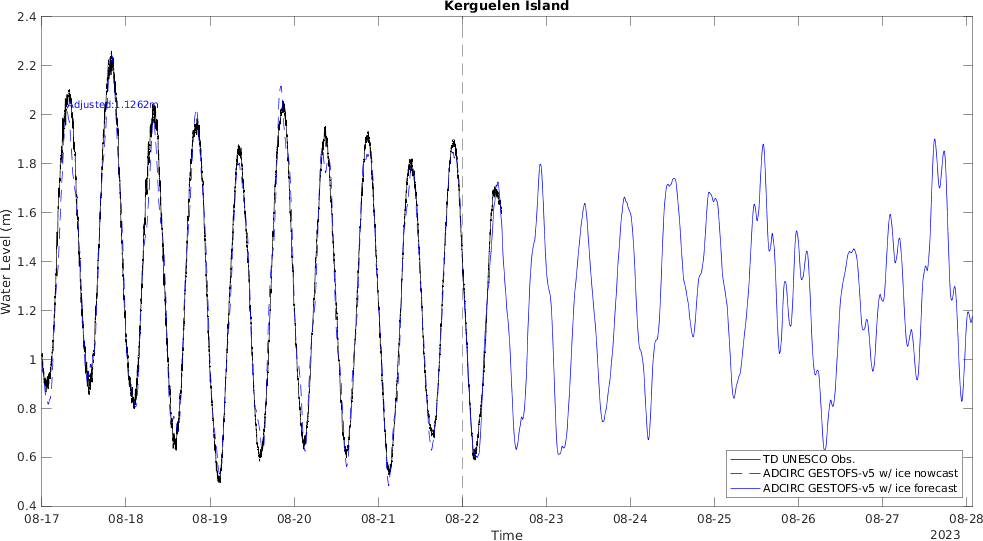 Kerguelen Island
2.4
2.2
2
1.8
1.6
1.4
1.2
1
0.8
0.6
0.4
Water Level (m)
Adjusted:1.1262m
TD UNESCO Obs.
ADCIRC GESTOFS-v5 w/ ice nowcast
ADCIRC GESTOFS-v5 w/ ice forecast
08-17 08-18 08-19 08-20 08-21 08-22 08-23 08-24 08-25 08-26 08-27 08-28
Time
2023